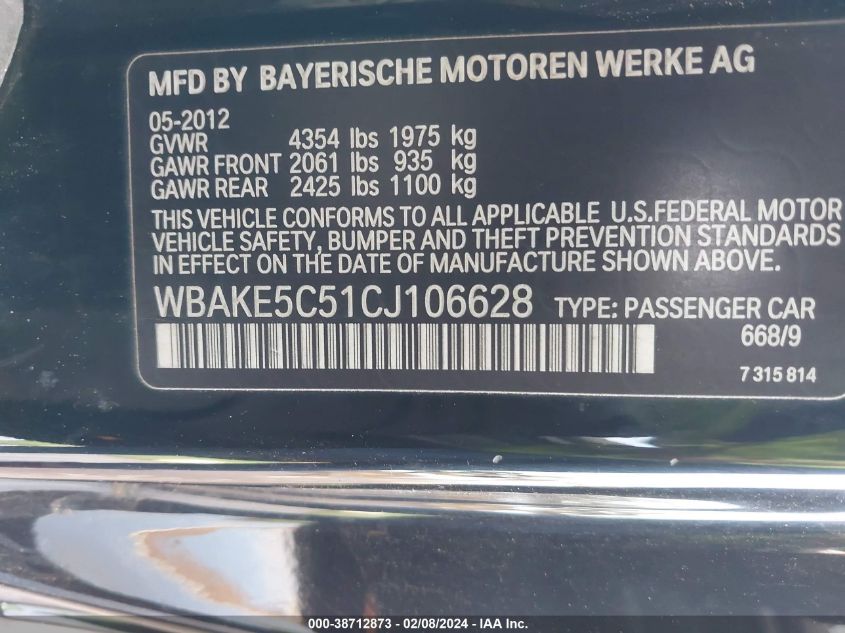 MFD BY BAYERISCHE MOTOREN WERKE AG
05-2012
GVWR 4354 lbs 1975 kg
GAWR FRONT 2061 lbs 935 kg
GAWR REAR 2425 lbs 1100 kg
THIS VEHICLE CONFORMS TO ALL APPLICABLE U.S.FEDERAL MOTOR
VEHICLE SAFETY, BUMPER AND THEFT PREVENTION STANDARDS
IN EFFECT ON THE DATE OF MANUFACTURE SHOWN ABOVE.
WBAKE5C51CJ106628 TYPE: PASSENGER CAR
668/9
7 315 814
000-38712873 - 02/08/2024 - IAA Inc.